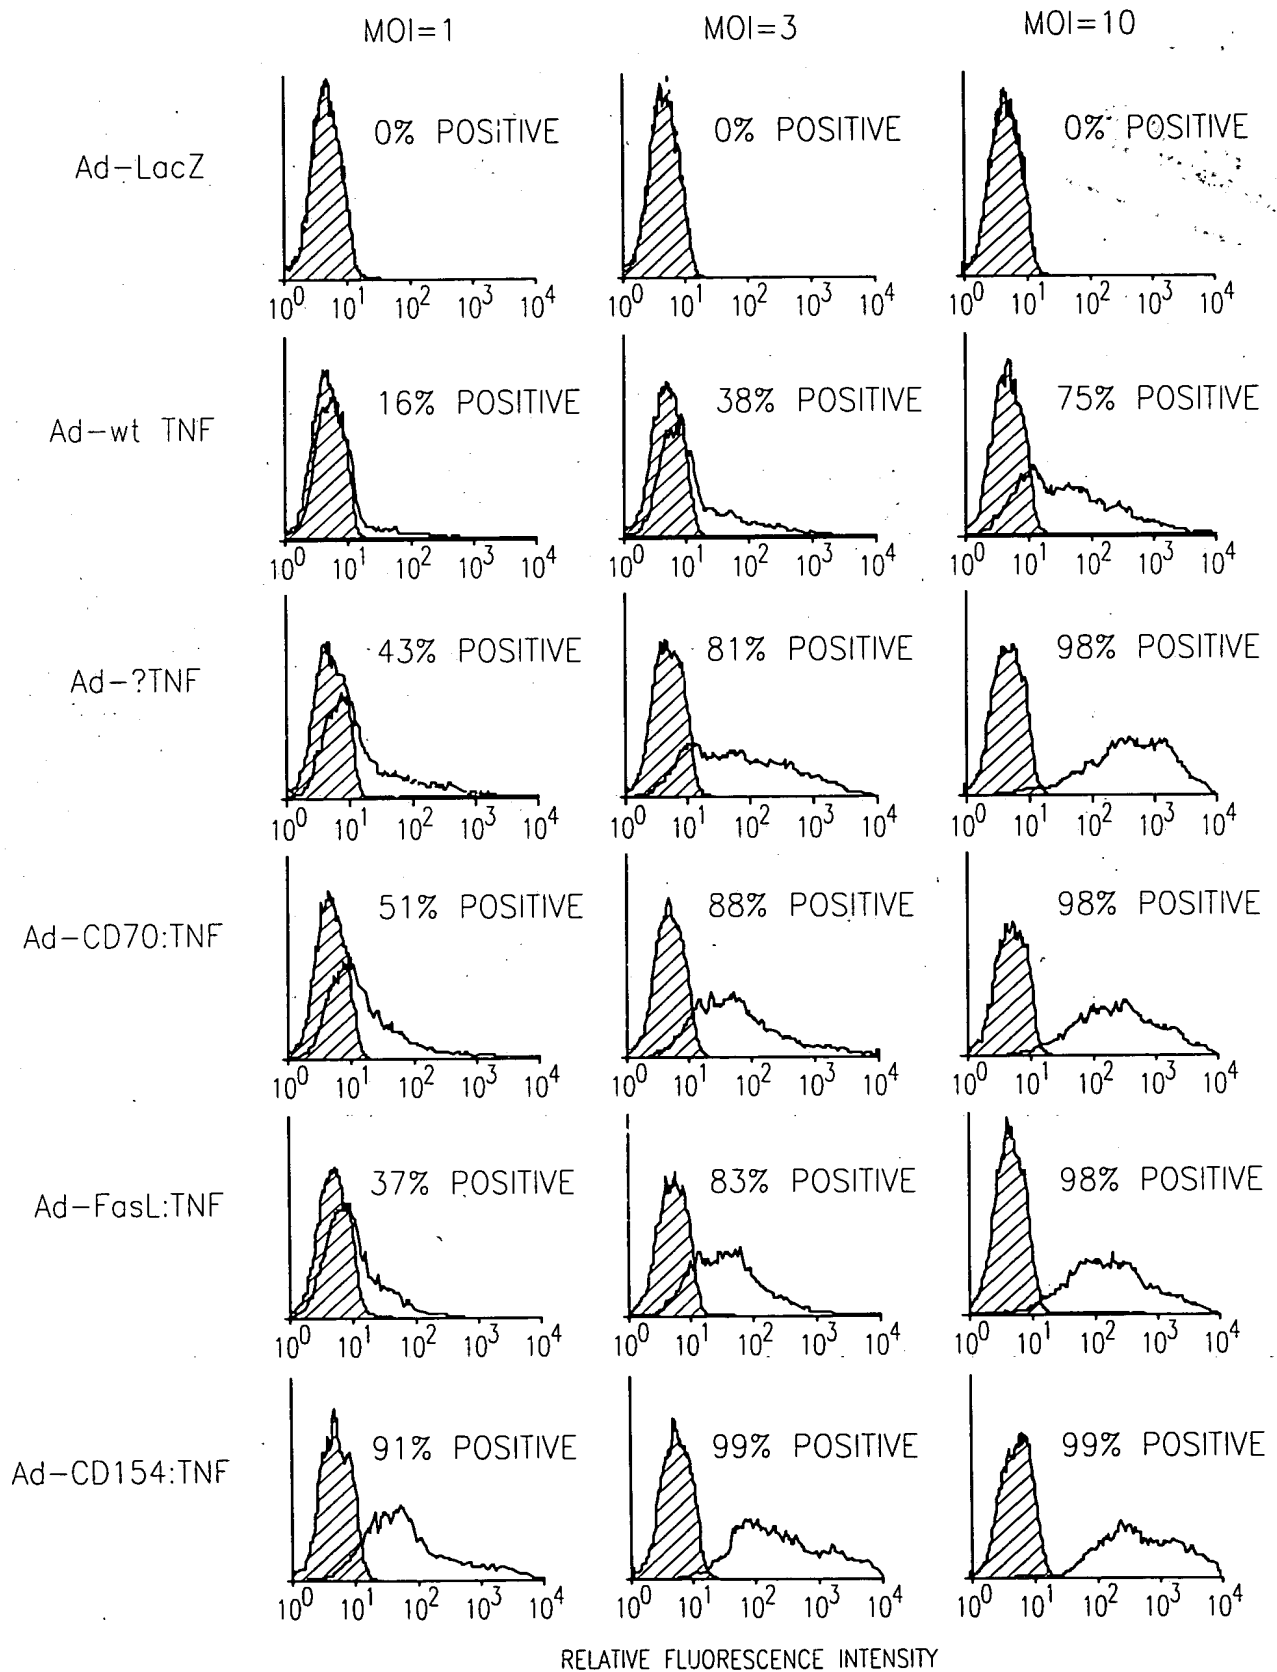 MOI=1 MOI=3 MOI=10
Ad-LacZ 0% POSITIVE 0% POSITIVE 0% POSITIVE
10^0 10^1 10^2 10^3 10^4 10^0 10^1 10^2 10^3 10^4 10^0 10^1 10^2 10^3 10^4
Ad-wt TNF 16% POSITIVE 38% POSITIVE 75% POSITIVE
10^0 10^1 10^2 10^3 10^4 10^0 10^1 10^2 10^3 10^4 10^0 10^1 10^2 10^3 10^4
Ad-?TNF 43% POSITIVE 81% POSITIVE 98% POSITIVE
10^0 10^1 10^2 10^3 10^4 10^0 10^1 10^2 10^3 10^4 10^0 10^1 10^2 10^3 10^4
Ad-CD70:TNF 51% POSITIVE 88% POSITIVE 98% POSITIVE
10^0 10^1 10^2 10^3 10^4 10^0 10^1 10^2 10^3 10^4 10^0 10^1 10^2 10^3 10^4
Ad-FasL:TNF 37% POSITIVE 83% POSITIVE 98% POSITIVE
10^0 10^1 10^2 10^3 10^4 10^0 10^1 10^2 10^3 10^4 10^0 10^1 10^2 10^3 10^4
Ad-CD154:TNF 91% POSITIVE 99% POSITIVE 99% POSITIVE
10^0 10^1 10^2 10^3 10^4 10^0 10^1 10^2 10^3 10^4 10^0 10^1 10^2 10^3 10^4
RELATIVE FLUORESCENCE INTENSITY